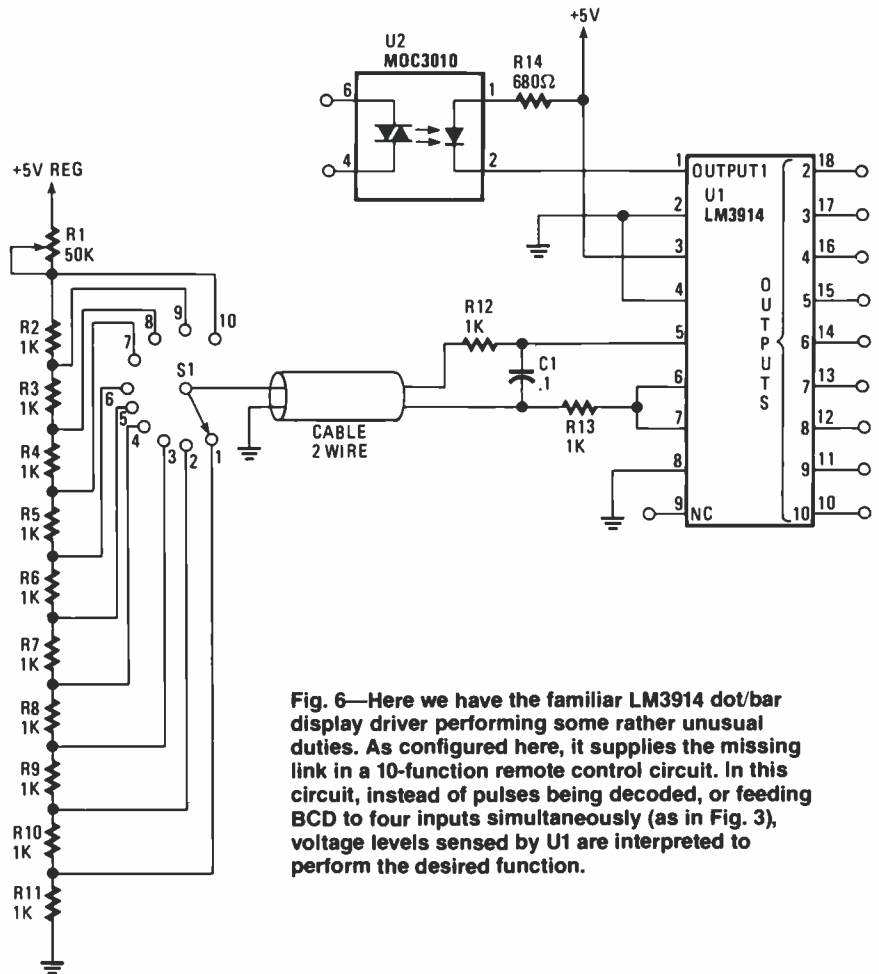 +5V
U2
MOC3010
R14
680Ω
6
1
4
2
+5V REG
R1
50K
R2
1K
R3
1K
R4
1K
R5
1K
R6
1K
R7
1K
R8
1K
R9
1K
R10
1K
R11
1K
10
9
8
7
6
5
4
3
2
1
S1
CABLE
2 WIRE
R12
1K
C1
.1
R13
1K
1
2
3
4
5
6
7
8
9
OUTPUT1
U1
LM3914
NC
OUTPUTS
2 18
3 17
4 16
5 15
6 14
7 13
8 12
9 11
10 10
Fig. 6—Here we have the familiar LM3914 dot/bar
display driver performing some rather unusual
duties. As configured here, it supplies the missing
link in a 10-function remote control circuit. In this
circuit, instead of pulses being decoded, or feeding
BCD to four inputs simultaneously (as in Fig. 3),
voltage levels sensed by U1 are interpreted to
perform the desired function.